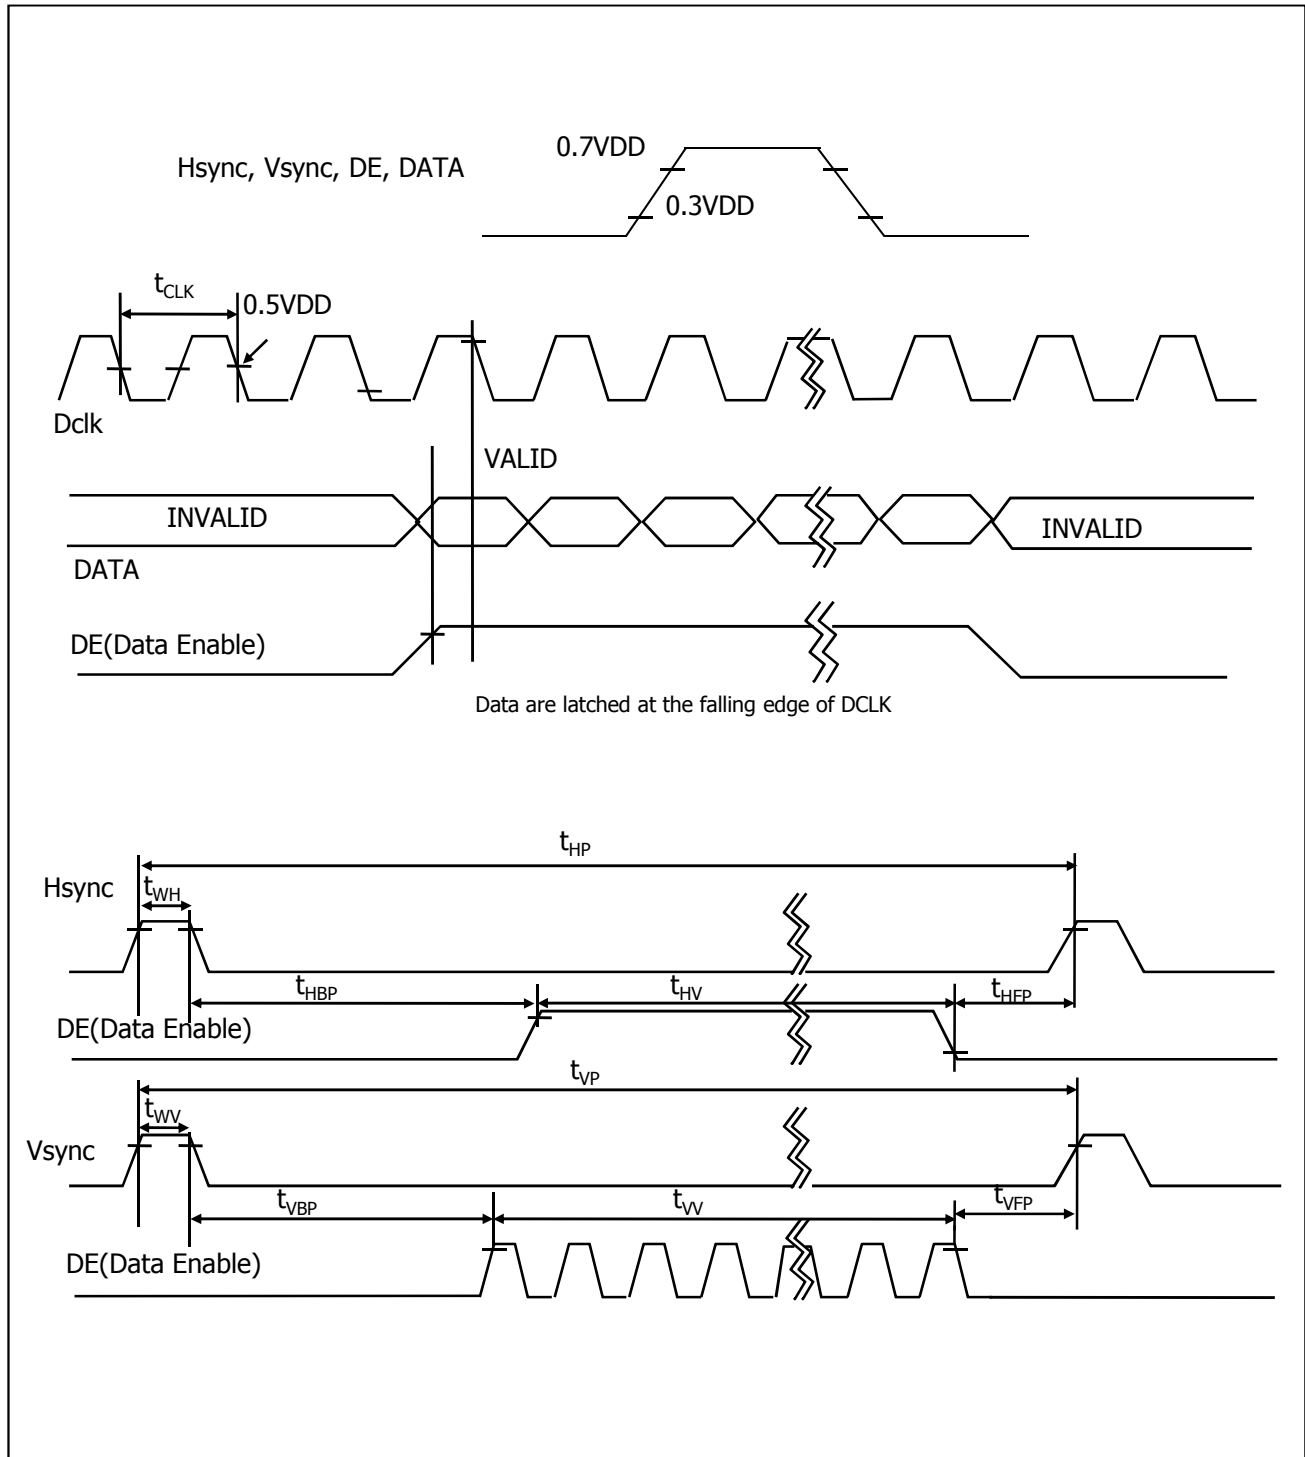 0.7VDD
Hsync, Vsync, DE, DATA
0.3VDD
tCLK
0.5VDD
Dclk
VALID
INVALID
INVALID
DATA
DE(Data Enable)
Data are latched at the falling edge of DCLK
tHP
Hsync
tWH
tHBP
tHV
tHFP
DE(Data Enable)
tVP
tWV
Vsync
tVBP
tVV
tVFP
DE(Data Enable)